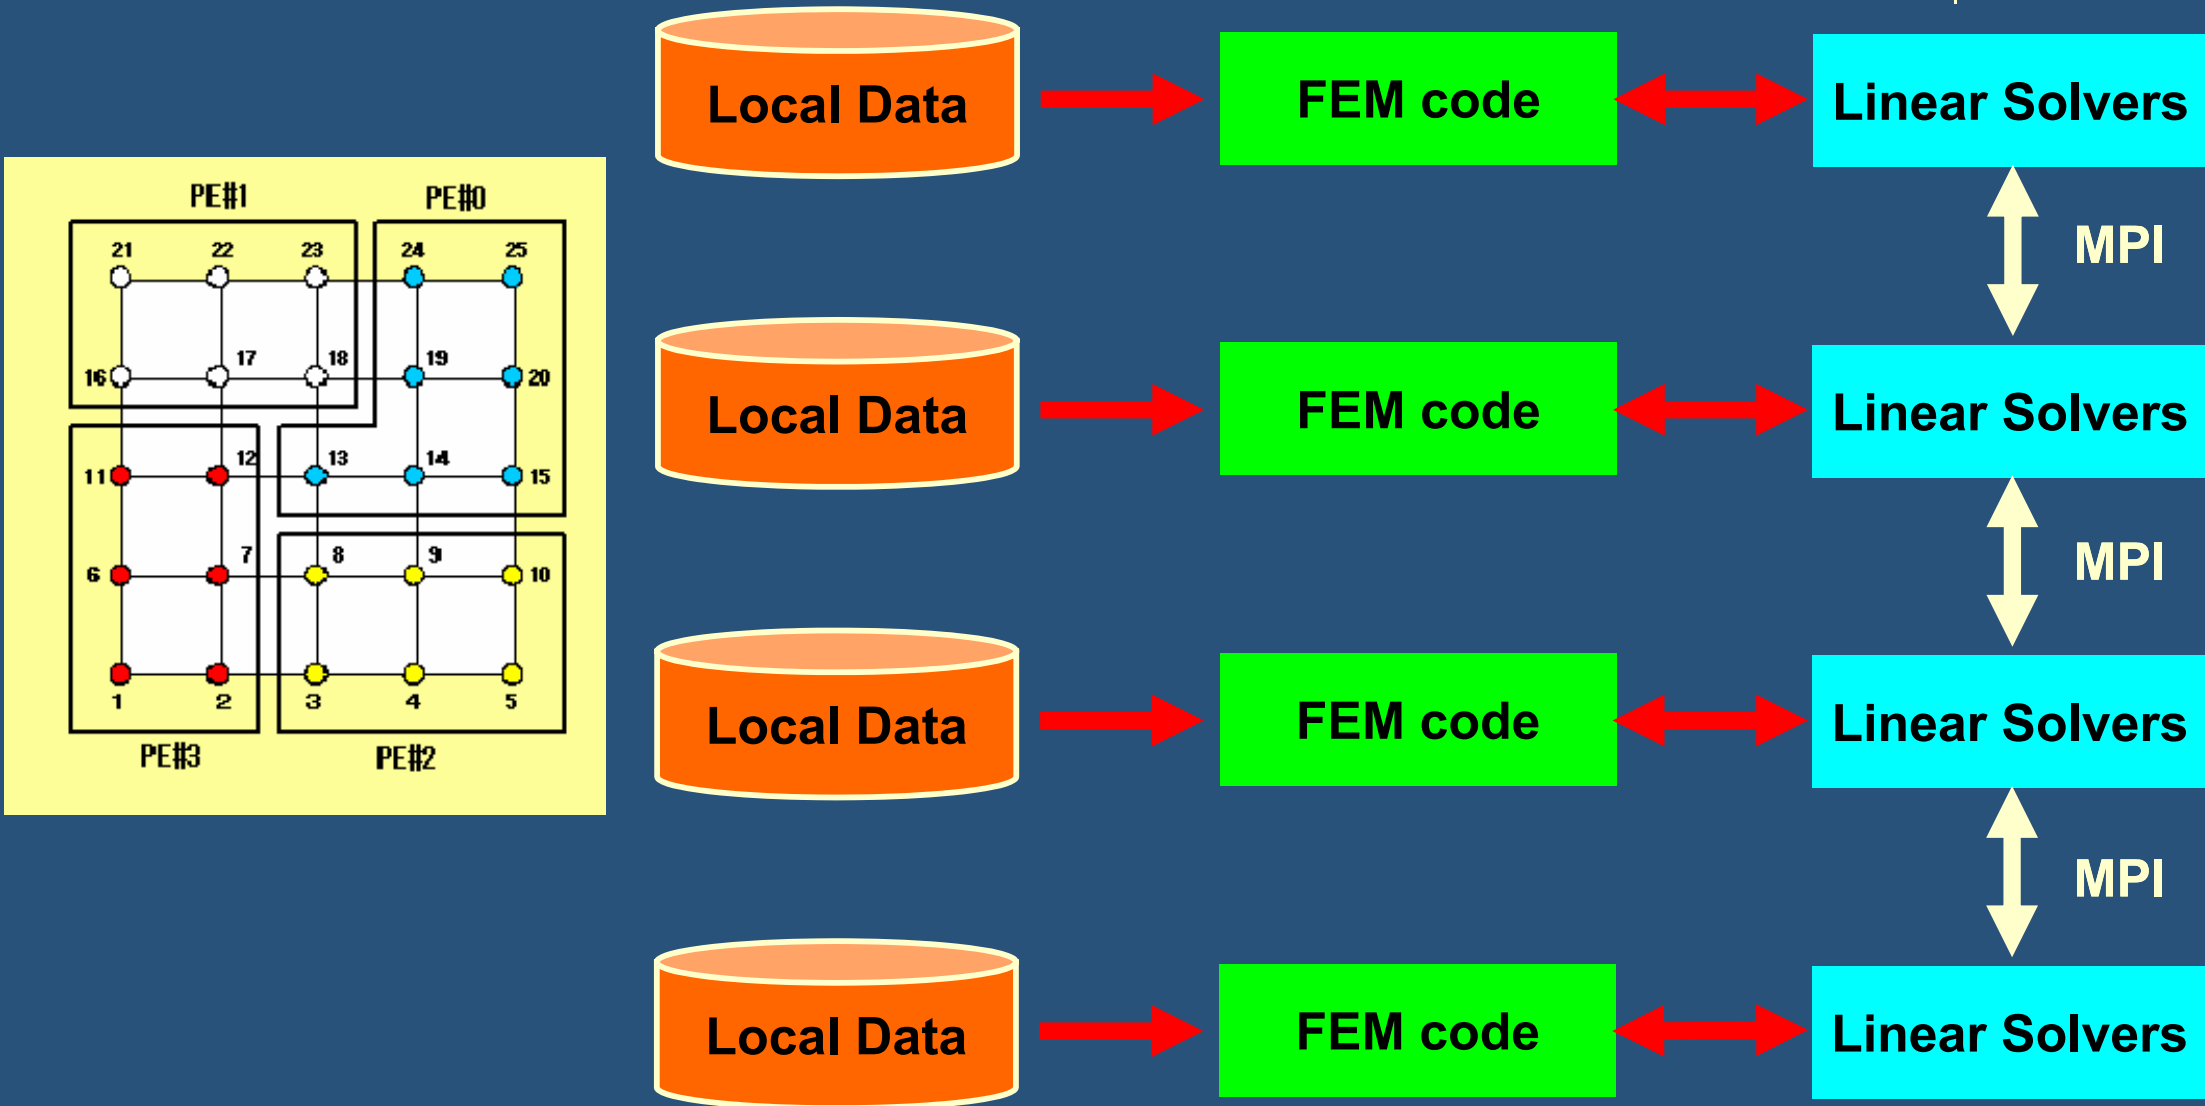 PE#1 PE#0
21 22 23 24 25
16 17 18 19 20
11 12 13 14 15
6 7 8 9 10
1 2 3 4 5
PE#3 PE#2
Local Data FEM code Linear Solvers
MPI
Local Data FEM code Linear Solvers
MPI
Local Data FEM code Linear Solvers
MPI
Local Data FEM code Linear Solvers